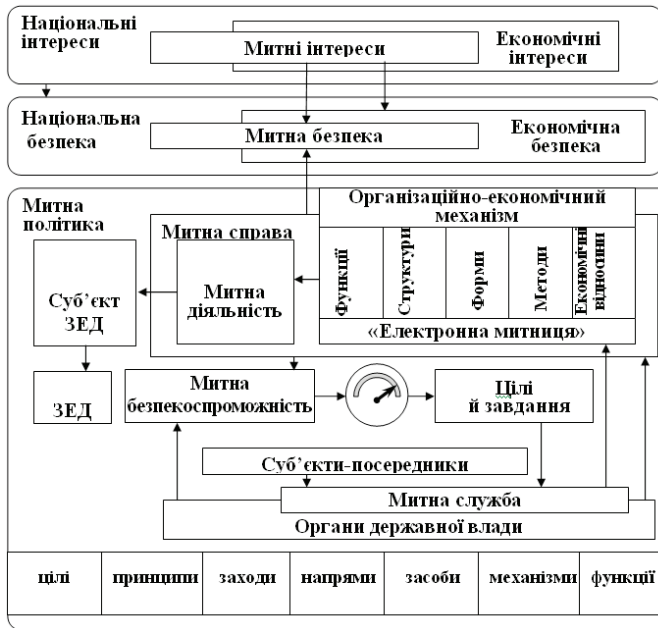 Національні
інтереси
Митні інтереси
Економічні
інтереси
Національна
безпека
Митна безпека
Економічна
безпека
Митна
політика
Митна справа
Організаційно-економічний
механізм
Функції
Структури
Форми
Методи
Економічні
відносини
«Електронна митниця»
Суб’єкт
ЗЕД
Митна
діяльність
ЗЕД
Митна
безпекоспроможність
Цілі
й завдання
Суб’єкти-посередники
Митна служба
Органи державної влади
цілі
принципи
заходи
напрями
засоби
механізми
функції